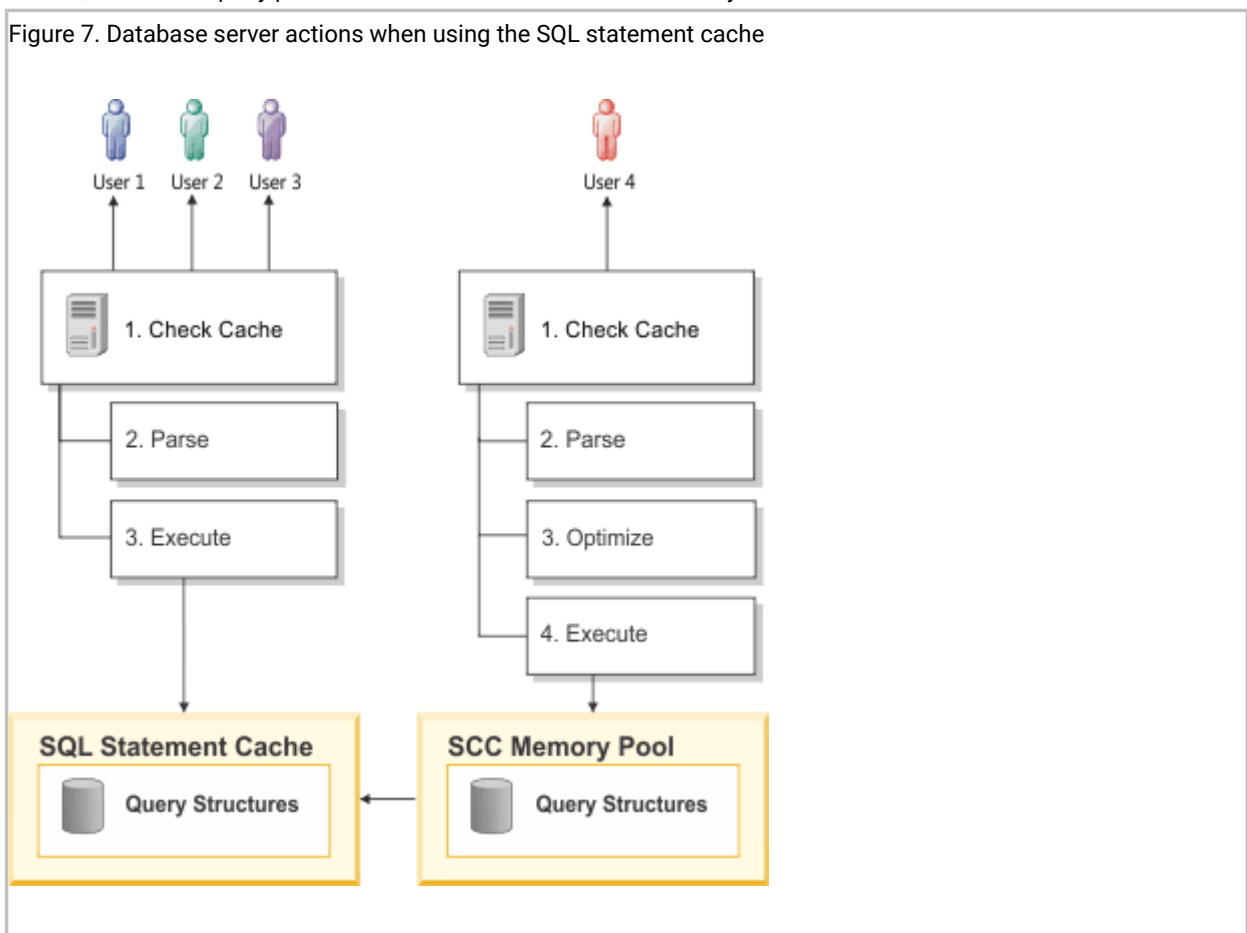 Figure 7. Database server actions when using the SQL statement cache
User 1
User 2
User 3
User 4
1. Check Cache
2. Parse
3. Execute
1. Check Cache
2. Parse
3. Optimize
4. Execute
SQL Statement Cache
Query Structures
SCC Memory Pool
Query Structures